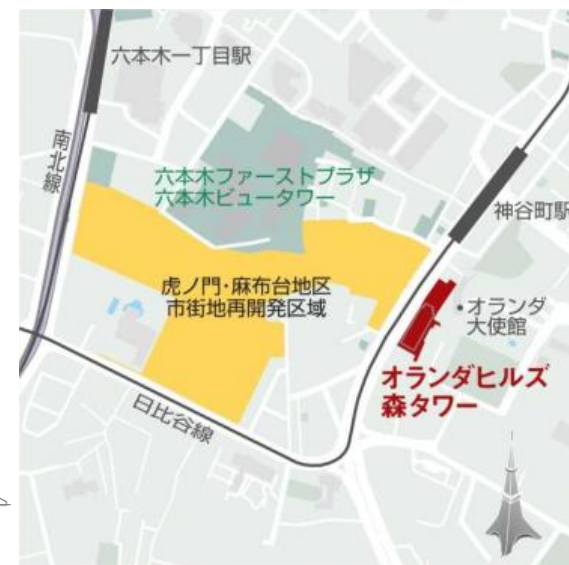 六本木一丁目駅
南北線
六本木ファーストプラザ
六本木ビュータワー
神谷町駅
虎ノ門・麻布台地区
市街地再開発区域
・オランダ
大使館
オランダヒルズ
森タワー
日比谷線